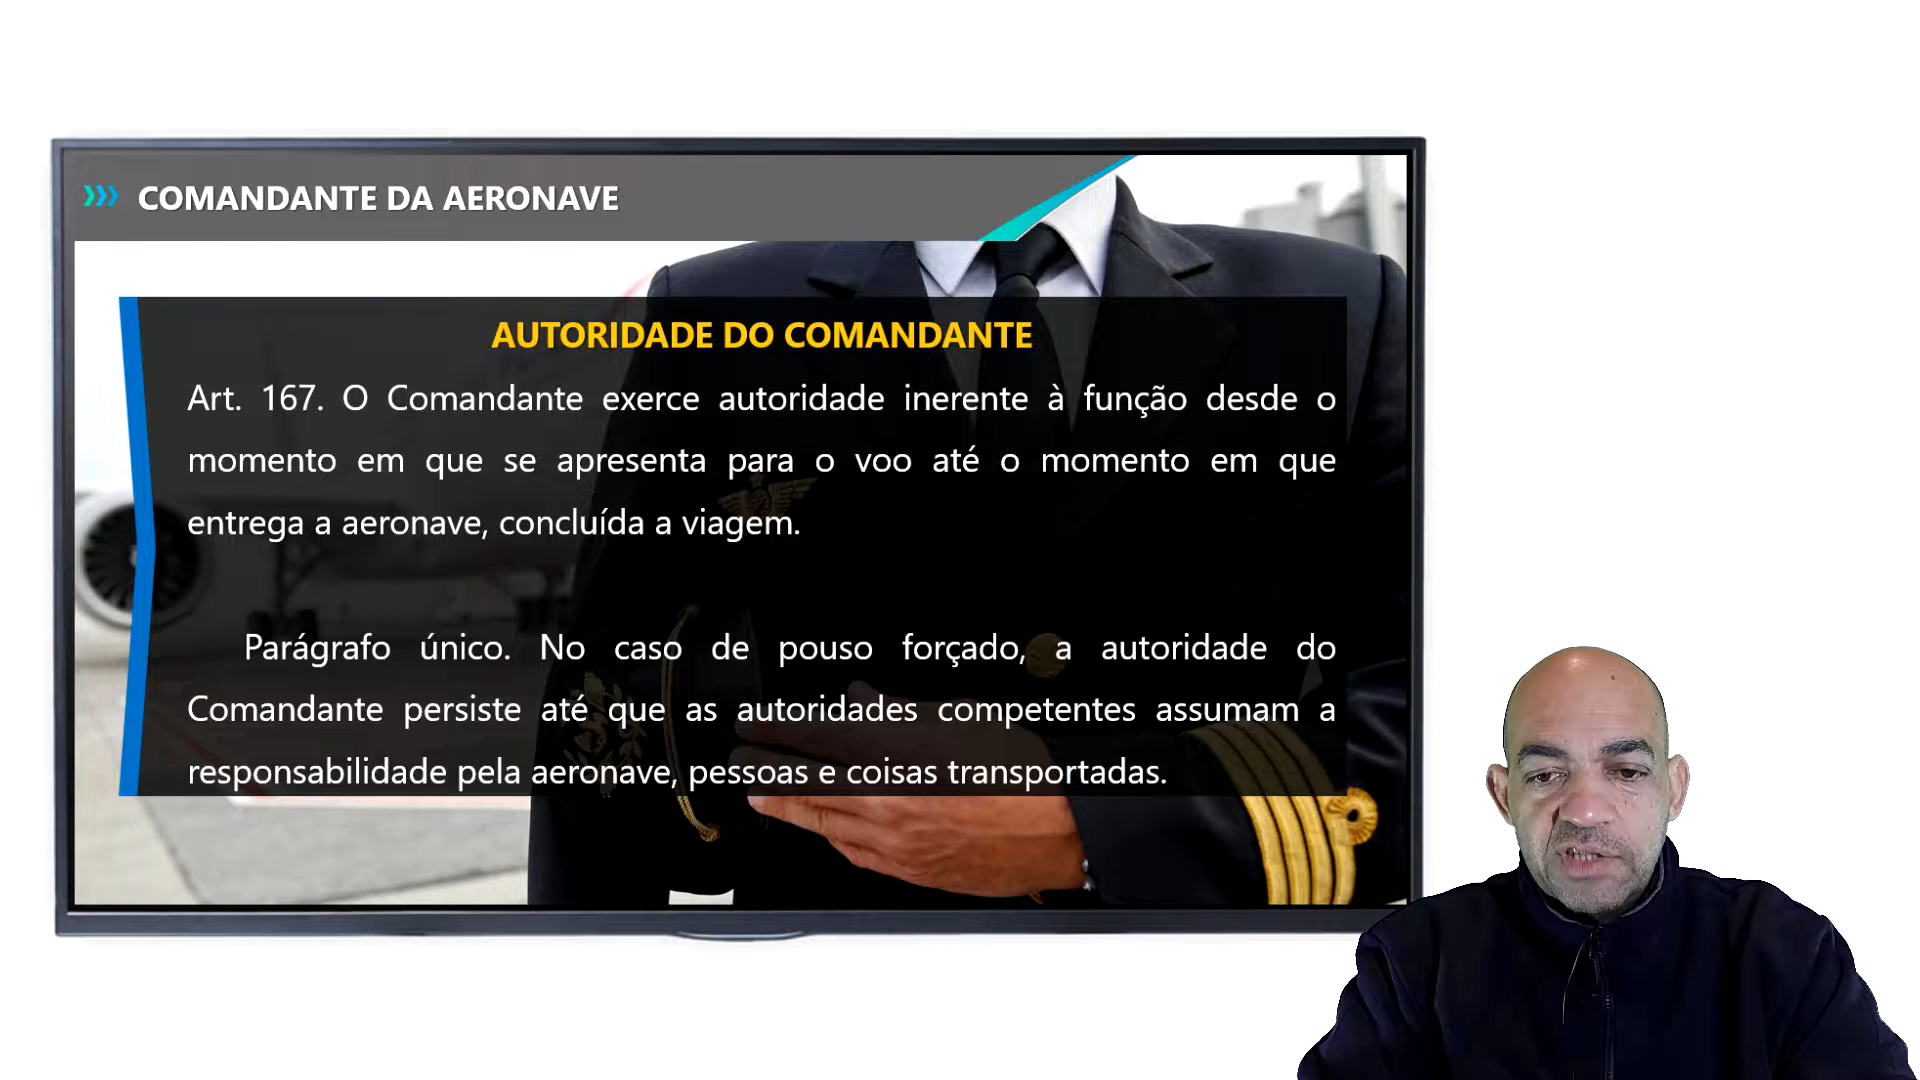 COMANDANTE DA AERONAVE
AUTORIDADE DO COMANDANTE
Art. 167. O Comandante exerce autoridade inerente à função desde o
momento em que se apresenta para o voo até o momento em que
entrega a aeronave, concluída a viagem.
Parágrafo único. No caso de pouso forçado, a autoridade do
Comandante persiste até que as autoridades competentes assumam a
responsabilidade pela aeronave, pessoas e coisas transportadas.